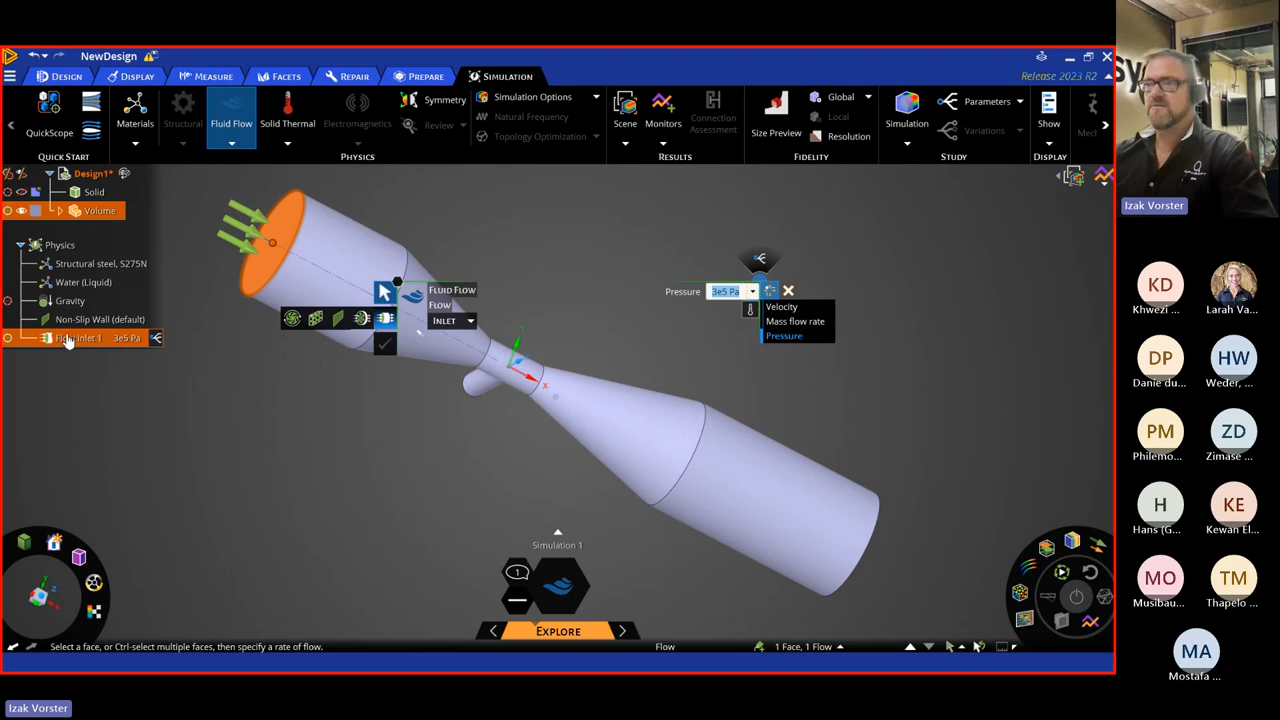 NewDesign
DESIGN DISPLAY MEASURE FACETS REPAIR PREPARE SIMULATION
Release 2023 R2
QuickScope
Materials
Structural
Fluid Flow
Solid Thermal
Electromagnetics
Symmetry
Review
Simulation Options
Natural Frequency
Topology Optimization
Scene
Monitors
Connection
Assessment
Size Preview
Global
Local
Resolution
Simulation
Parameters
Variations
Show
QUICK START
PHYSICS
RESULTS
FIDELITY
STUDY
DISPLAY
Design1*
Solid
Volume
Physics
Structural steel, S275N
Water (Liquid)
Gravity
Non-Slip Wall (default)
Flow Inlet 1 3e5 Pa
FLUID FLOW
FLOW
INLET
Pressure 3e5 Pa
Velocity
Mass flow rate
Pressure
Y
X
Simulation 1
1
EXPLORE
Select a face, or Ctrl-select multiple faces, then specify a rate of flow.
Flow
1 Face, 1 Flow
Izak Vorster
KD
Khwezi ...
Larah Va...
DP
Danie du...
HW
Weder, ...
PM
Philemo...
ZD
Zimase ...
H
Hans (G...
KE
Kewan El...
MO
Musibau...
TM
Thapelo ...
MA
Mostafa ...
Izak Vorster